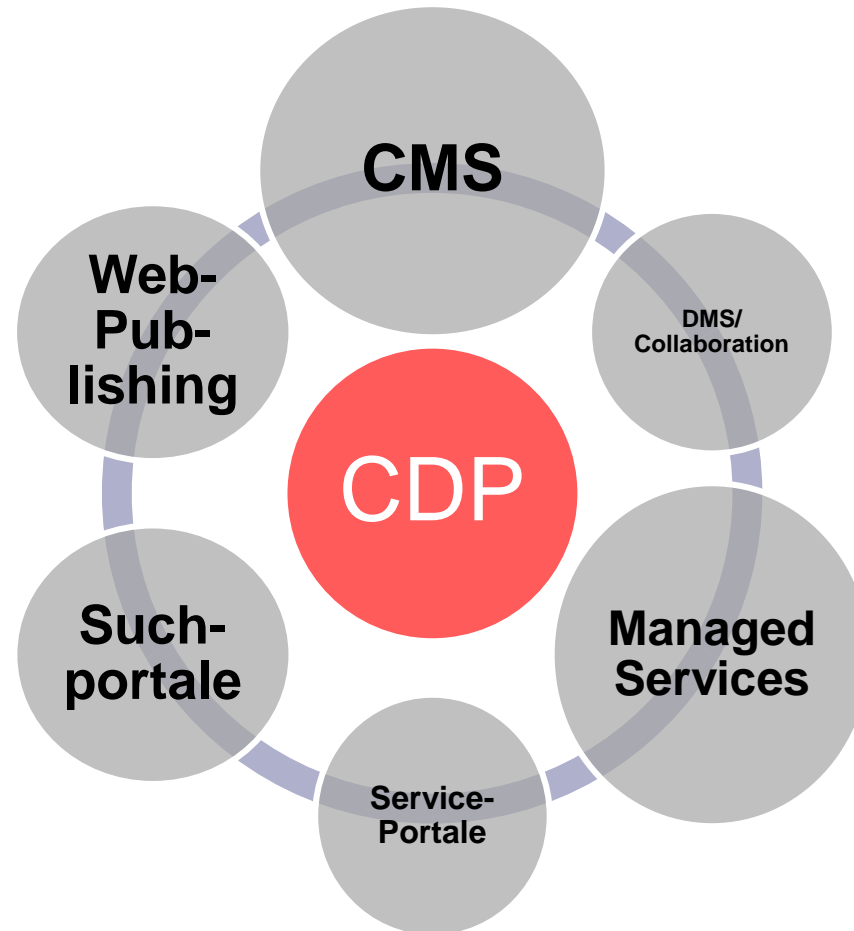 CMS
DMS/
Collaboration
Managed
Services
Service-
Portale
Such-
portale
Web-
Pub-
lishing
CDP